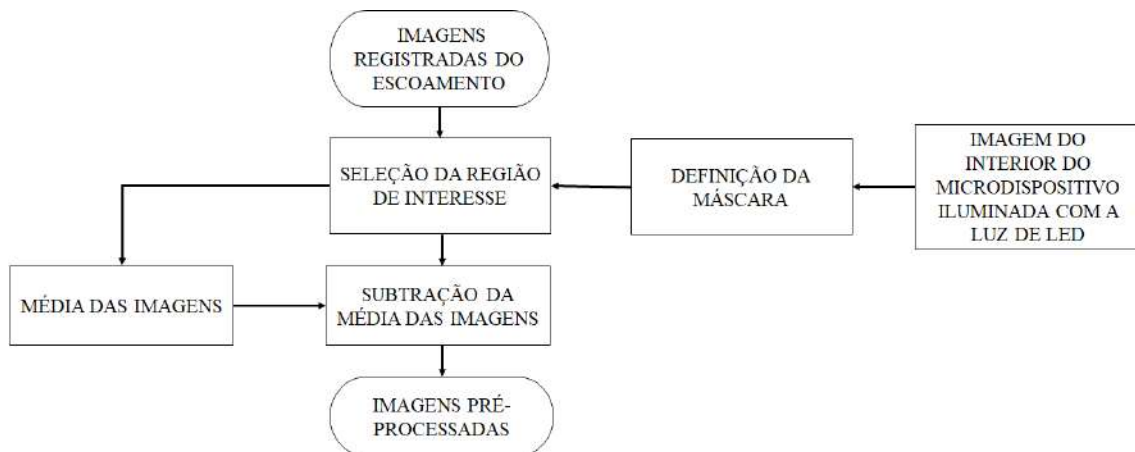 IMAGENS
REGISTRADAS DO
ESCOAMENTO
SELEÇÃO DA REGIÃO
DE INTERESSE
DEFINIÇÃO DA
MÁSCARA
IMAGEM DO
INTERIOR DO
MICRODISPOSITIVO
ILUMINADA COM A
LUZ DE LED
MÉDIA DAS IMAGENS
SUBTRAÇÃO DA
MÉDIA DAS IMAGENS
IMAGENS PRÉ-
PROCESSADAS